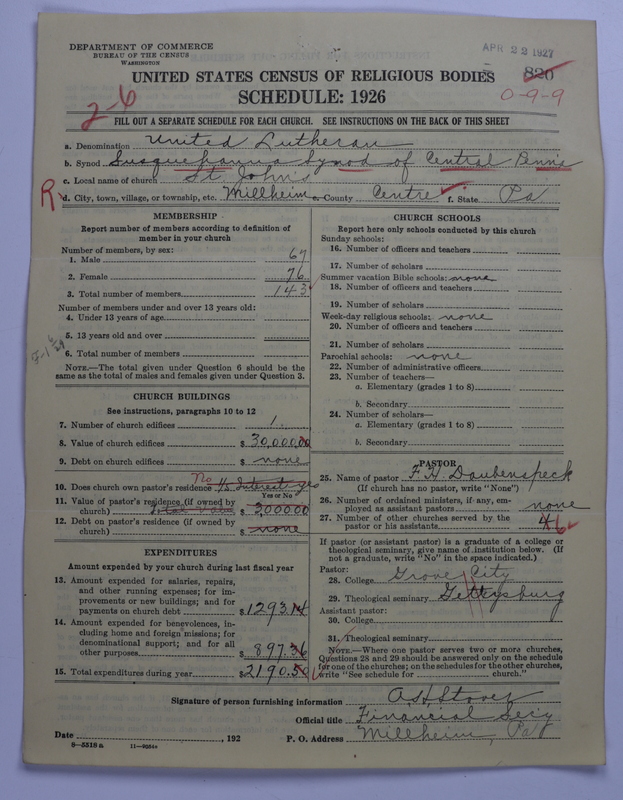 DEPARTMENT OF COMMERCE
BUREAU OF THE CENSUS
WASHINGTON
APR 22 1927
820
0-9-9
UNITED STATES CENSUS OF RELIGIOUS BODIES
SCHEDULE: 1926
2-6
FILL OUT A SEPARATE SCHEDULE FOR EACH CHURCH. SEE INSTRUCTIONS ON THE BACK OF THIS SHEET
a. Denomination United Lutheran
b. Synod Susquehanna Synod of Central Penn'a
c. Local name of church St. John's
R d. City, town, village, or township, etc. Millheim e. County Centre f. State Pa
MEMBERSHIP
Report number of members according to definition of
member in your church
Number of members, by sex:
1. Male 67
2. Female 76
3. Total number of members 143
Number of members under and over 13 years old:
4. Under 13 years of age
5. 13 years old and over
6. Total number of members
NOTE.—The total given under Question 6 should be the
same as the total of males and females given under Question 3.
CHURCH BUILDINGS
See instructions, paragraphs 10 to 12
7. Number of church edifices 1
8. Value of church edifices $ 30,000.00
9. Debt on church edifices $ none
10. Does church own pastor's residence No 1/5 Interest yes
Yes or No
11. Value of pastor's residence (if owned by
church) Total Value $ 3,000.00
12. Debt on pastor's residence (if owned by
church) $ none
EXPENDITURES
Amount expended by your church during last fiscal year
13. Amount expended for salaries, repairs,
and other running expenses; for im-
provements or new buildings; and for
payments on church debt $ 1293.14
14. Amount expended for benevolences, in-
cluding home and foreign missions; for
denominational support; and for all
other purposes $ 897.36
15. Total expenditures during year $ 2190.50
CHURCH SCHOOLS
Report here only schools conducted by this church
Sunday schools:
16. Number of officers and teachers
17. Number of scholars
Summer vacation Bible schools: none
18. Number of officers and teachers
19. Number of scholars
Week-day religious schools: none
20. Number of officers and teachers
21. Number of scholars
Parochial schools: none
22. Number of administrative officers
23. Number of teachers—
a. Elementary (grades 1 to 8)
b. Secondary
24. Number of scholars—
a. Elementary (grades 1 to 8)
b. Secondary
PASTOR
25. Name of pastor F. H. Daubenspeck
(If church has no pastor, write "None")
26. Number of ordained ministers, if any, em-
ployed as assistant pastors none
27. Number of other churches served by the
pastor or his assistants 4
If pastor (or assistant pastor) is a graduate of a college or
theological seminary, give name of institution below. (If
not a graduate, write "No" in the space indicated.)
Pastor:
28. College Grove City
29. Theological seminary Gettysburg
Assistant pastor:
30. College
31. Theological seminary
NOTE.—Where one pastor serves two or more churches,
Questions 28 and 29 should be answered only on the schedule
for one of the churches; on the schedules for the other churches,
write "See schedule for church."
Signature of person furnishing information A. H. Stover
Official title Financial Sec'y
Date , 192
P. O. Address Millheim, Pa
8-5518 a